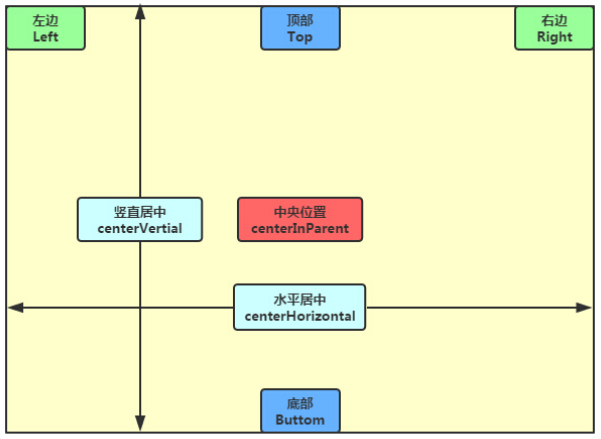 左边
Left
顶部
Top
右边
Right
竖直居中
centerVertial
中央位置
centerInParent
水平居中
centerHorizontal
底部
Buttom